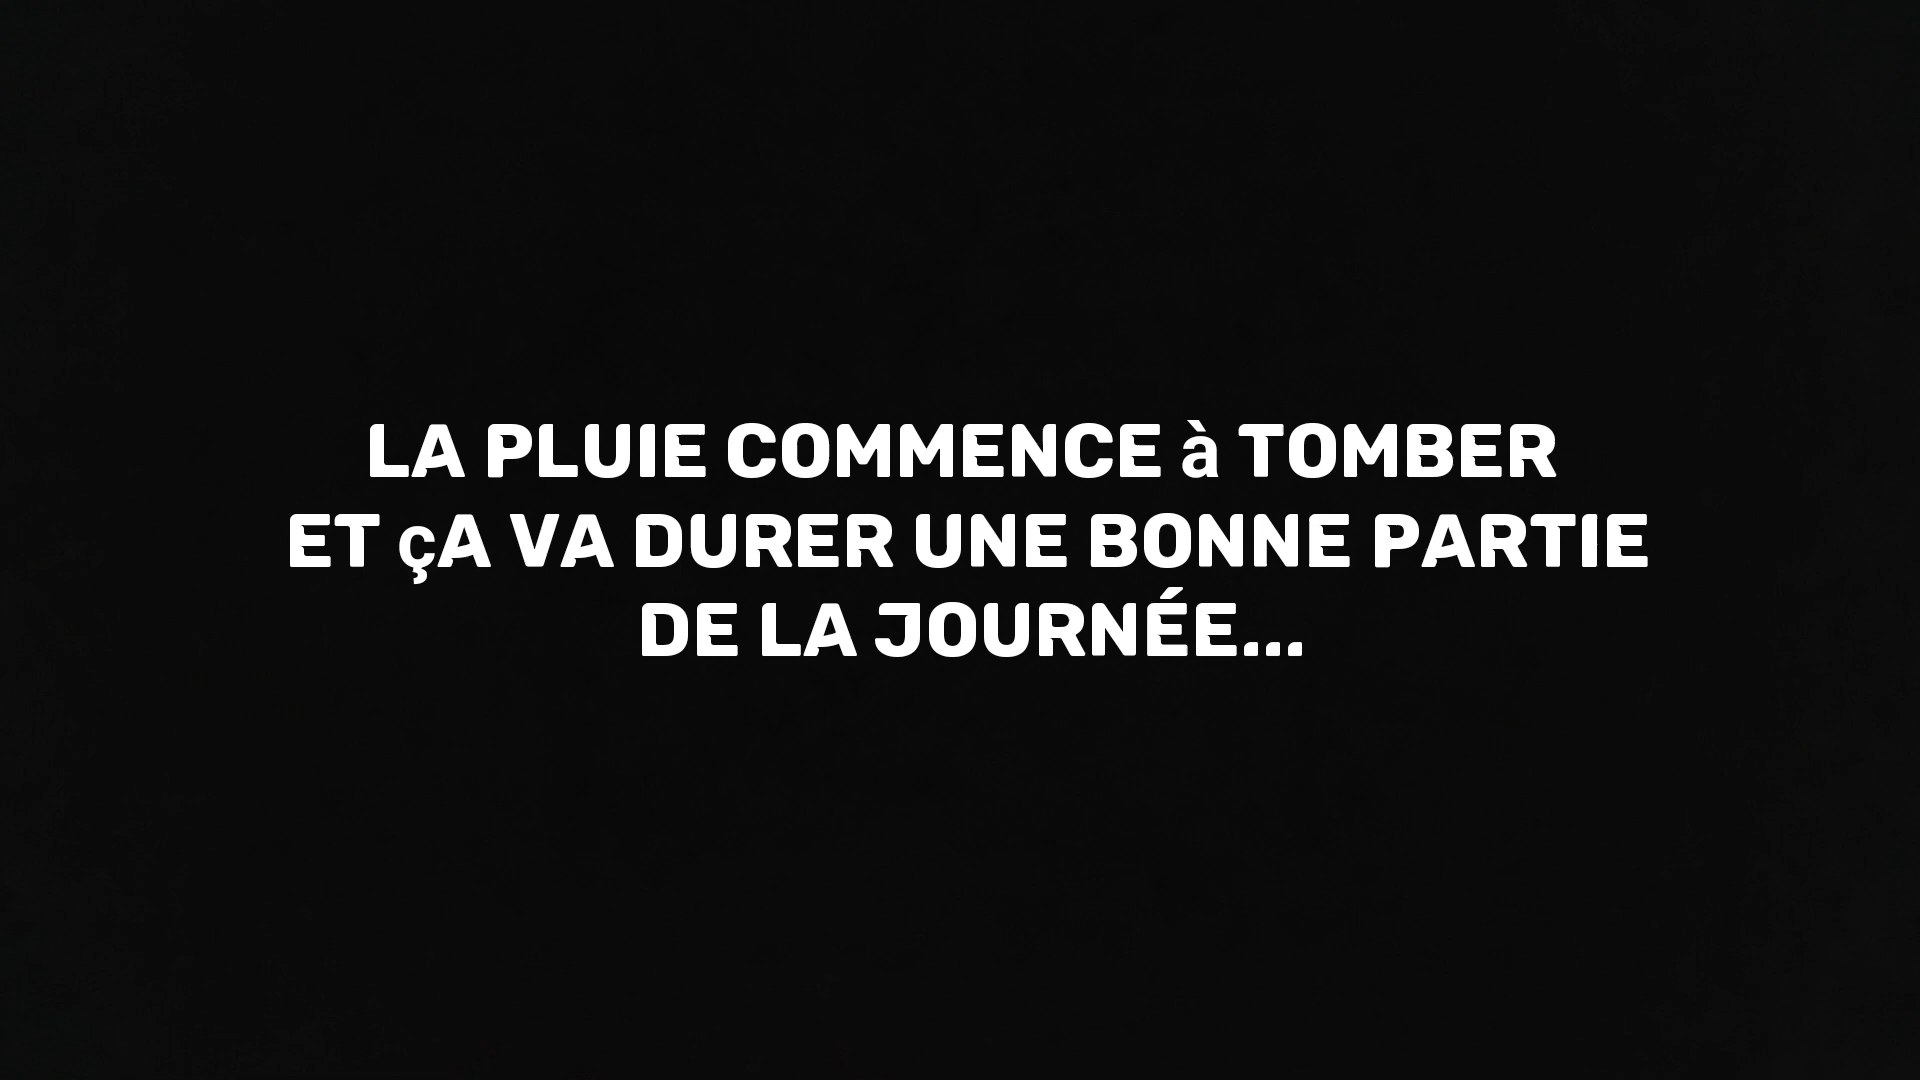 LA PLUIE COMMENCE à TOMBER
ET çA VA DURER UNE BONNE PARTIE
DE LA JOURNÉE...